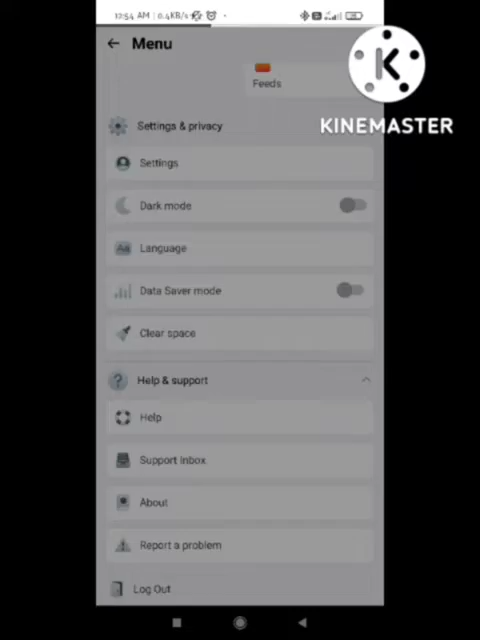 12:54 AM | 0.4KB/s
Menu
Feeds
KINEMASTER
Settings & privacy
Settings
Dark mode
Aa Language
Data Saver mode
Clear space
? Help & support
Help
Support Inbox
About
Report a problem
Log Out